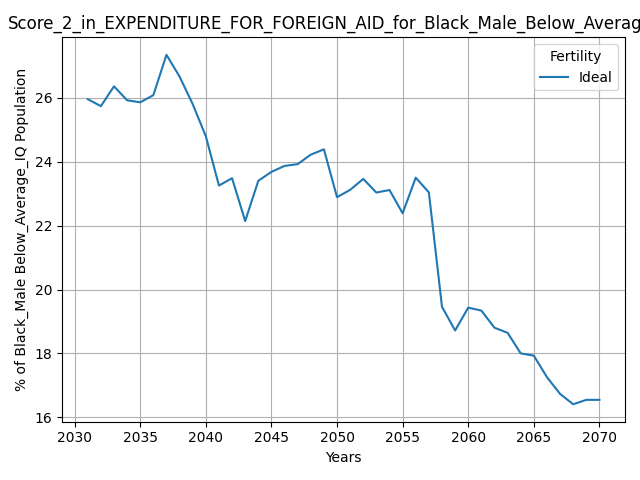 Score_2_in_EXPENDITURE_FOR_FOREIGN_AID_for_Black_Male_Below_Averag
Fertility
Ideal
% of Black_Male Below_Average_IQ Population
26
24
22
20
18
16
2030 2035 2040 2045 2050 2055 2060 2065 2070
Years